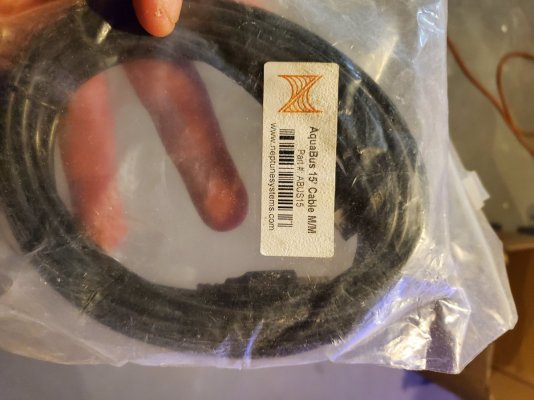 AquaBus 15' Cable M/M
Part #: ABUS15
www.neptunesystems.com